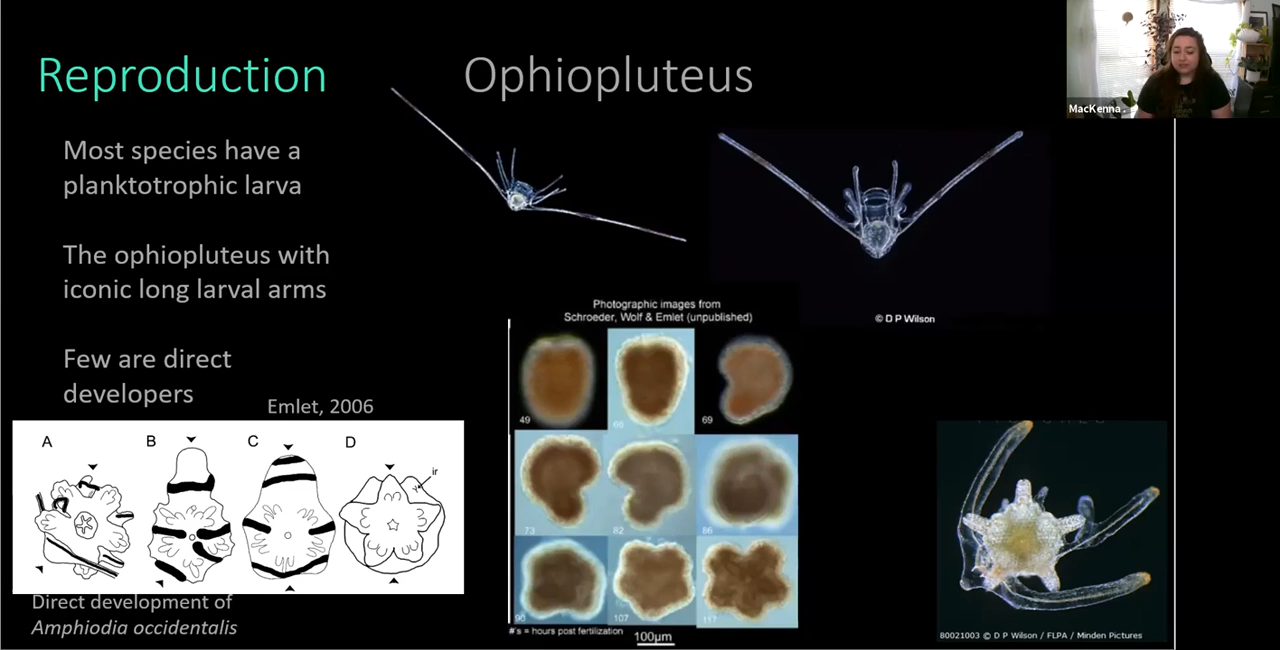 Reproduction
Ophiopluteus
MacKenna
Most species have a
planktotrophic larva
The ophiopluteus with
iconic long larval arms
Few are direct
developers
Emlet, 2006
A
B
C
D
ir
Direct development of
Amphiodia occidentalis
© D P Wilson
Photographic images from
Schroeder, Wolf & Emlet (unpublished)
49
69
73
82
86
90
107
117
#'s = hours post fertilization
100µm
80021003 © D P Wilson / FLPA / Minden Pictures